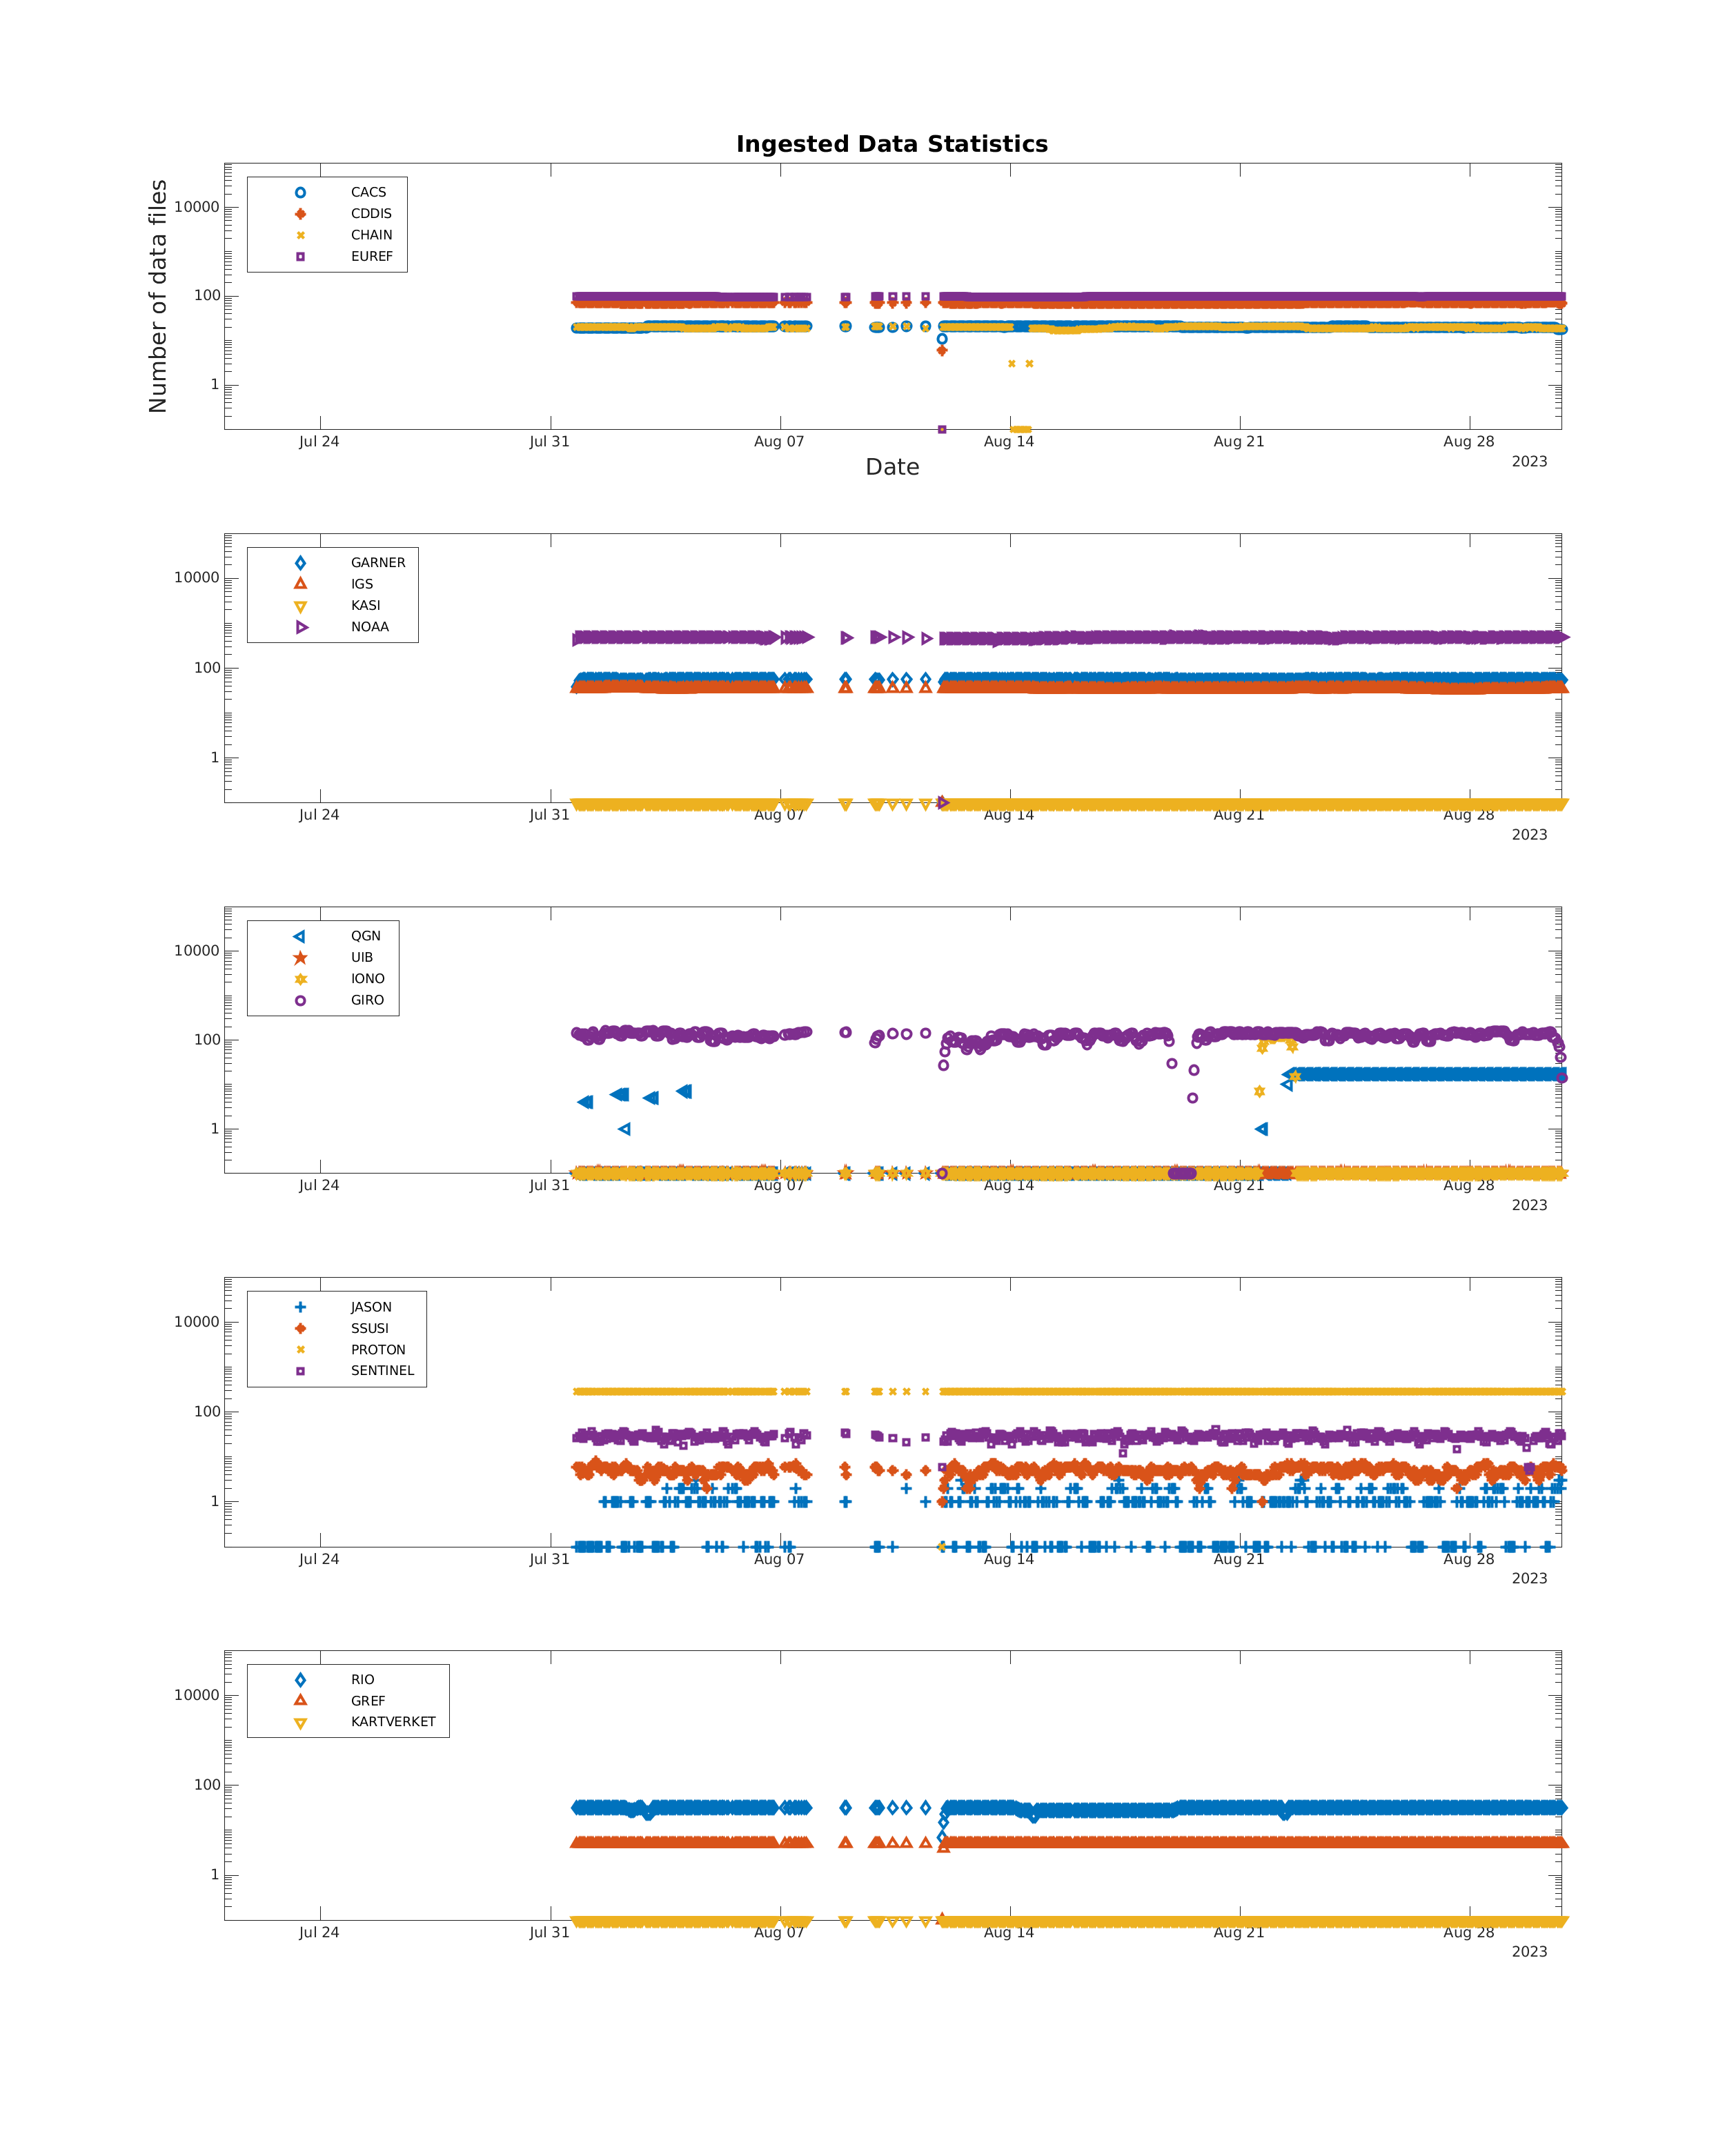 Ingested Data Statistics
Number of data files
10000
100
1
CACS
CDDIS
CHAIN
EUREF
Jul 24 Jul 31 Aug 07 Aug 14 Aug 21 Aug 28
2023
Date
10000
100
1
GARNER
IGS
KASI
NOAA
Jul 24 Jul 31 Aug 07 Aug 14 Aug 21 Aug 28
2023
10000
100
1
QGN
UIB
IONO
GIRO
Jul 24 Jul 31 Aug 07 Aug 14 Aug 21 Aug 28
2023
10000
100
1
JASON
SSUSI
PROTON
SENTINEL
Jul 24 Jul 31 Aug 07 Aug 14 Aug 21 Aug 28
2023
10000
100
1
RIO
GREF
KARTVERKET
Jul 24 Jul 31 Aug 07 Aug 14 Aug 21 Aug 28
2023